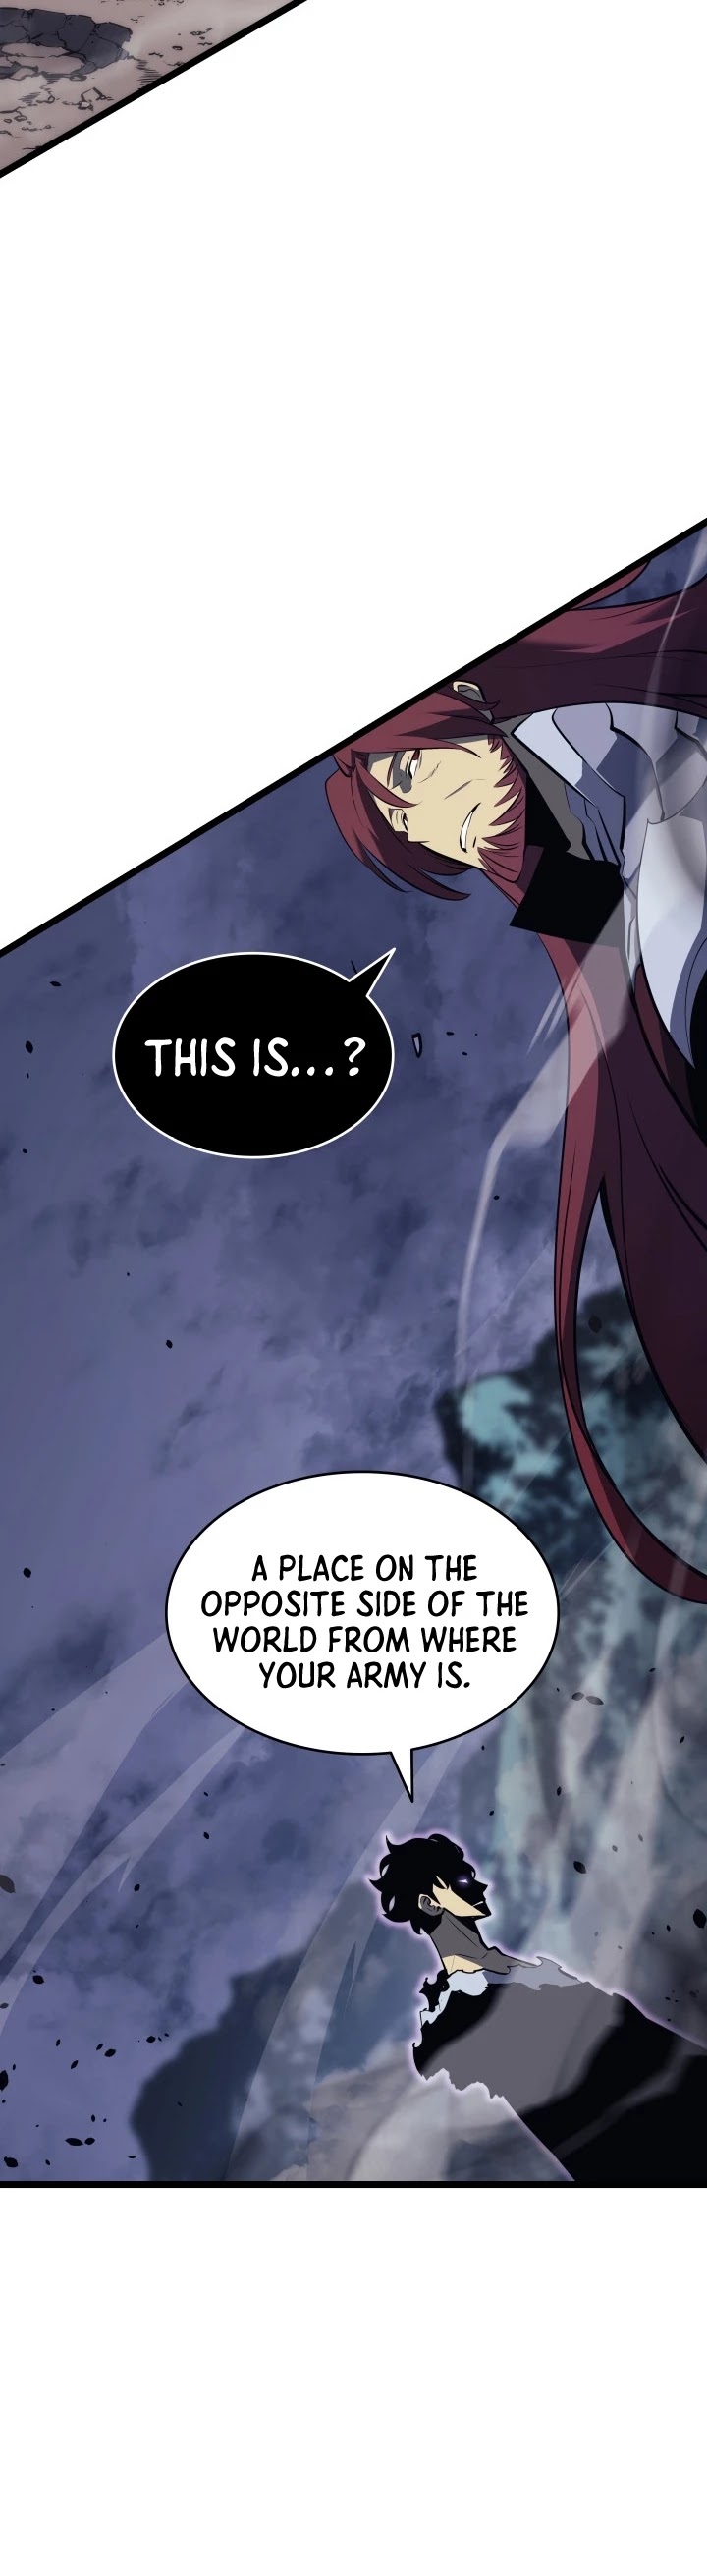 THIS IS...?
A PLACE ON THE
OPPOSITE SIDE OF THE
WORLD FROM WHERE
YOUR ARMY IS.